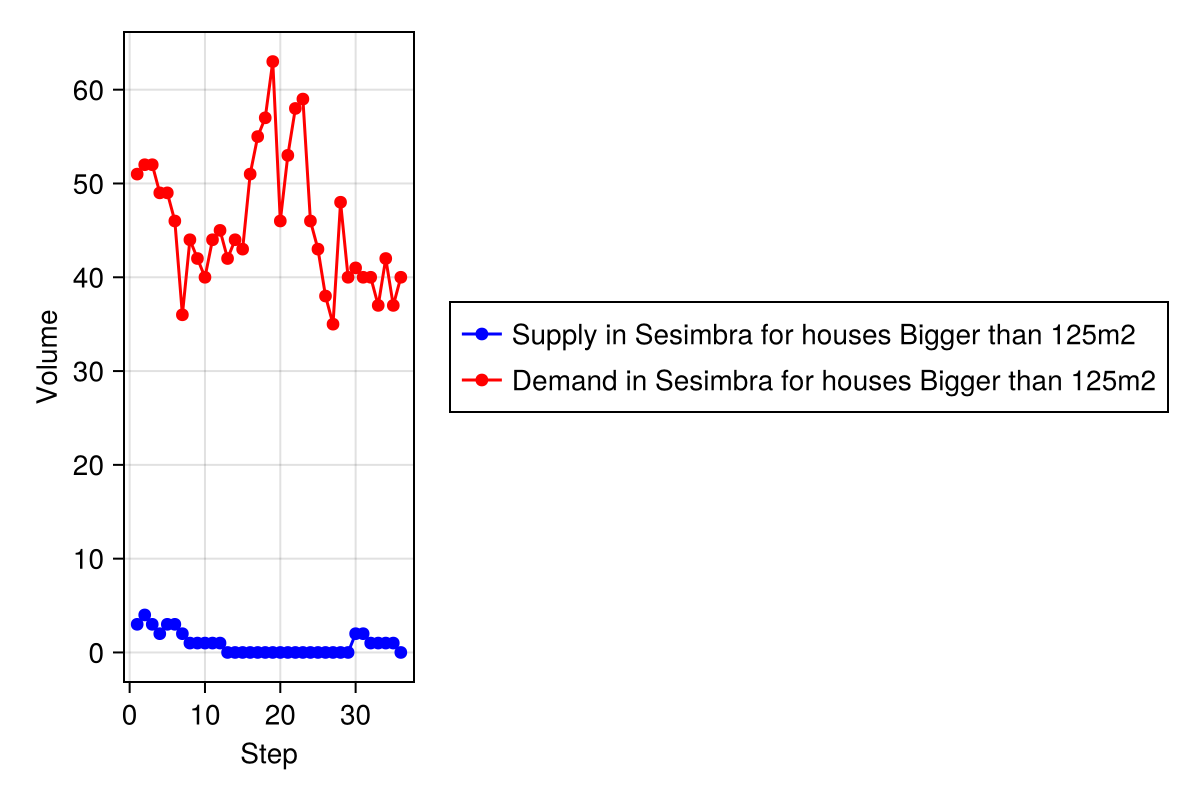 60
50
40
30
20
10
0
Volume
0 10 20 30
Step
Supply in Sesimbra for houses Bigger than 125m2
Demand in Sesimbra for houses Bigger than 125m2